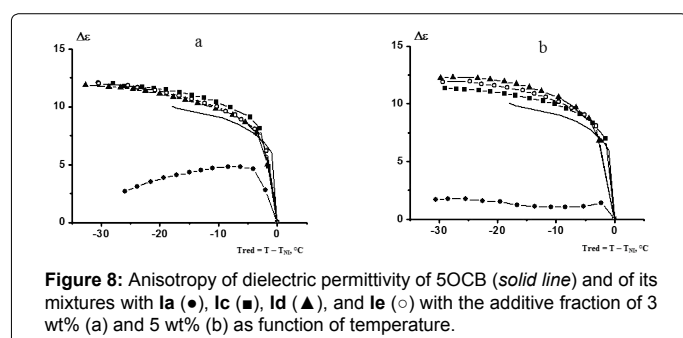 a
Δε
15
10
5
0
-30
-20
-10
0
Tred = T – T_NI, °C
b
Δε
15
10
5
0
-30
-20
-10
0
Tred = T – T_NI, °C
Figure 8: Anisotropy of dielectric permittivity of 5OCB (solid line) and of its
mixtures with Ia (●), Ic (■), Id (▲), and Ie (○) with the additive fraction of 3
wt% (a) and 5 wt% (b) as function of temperature.